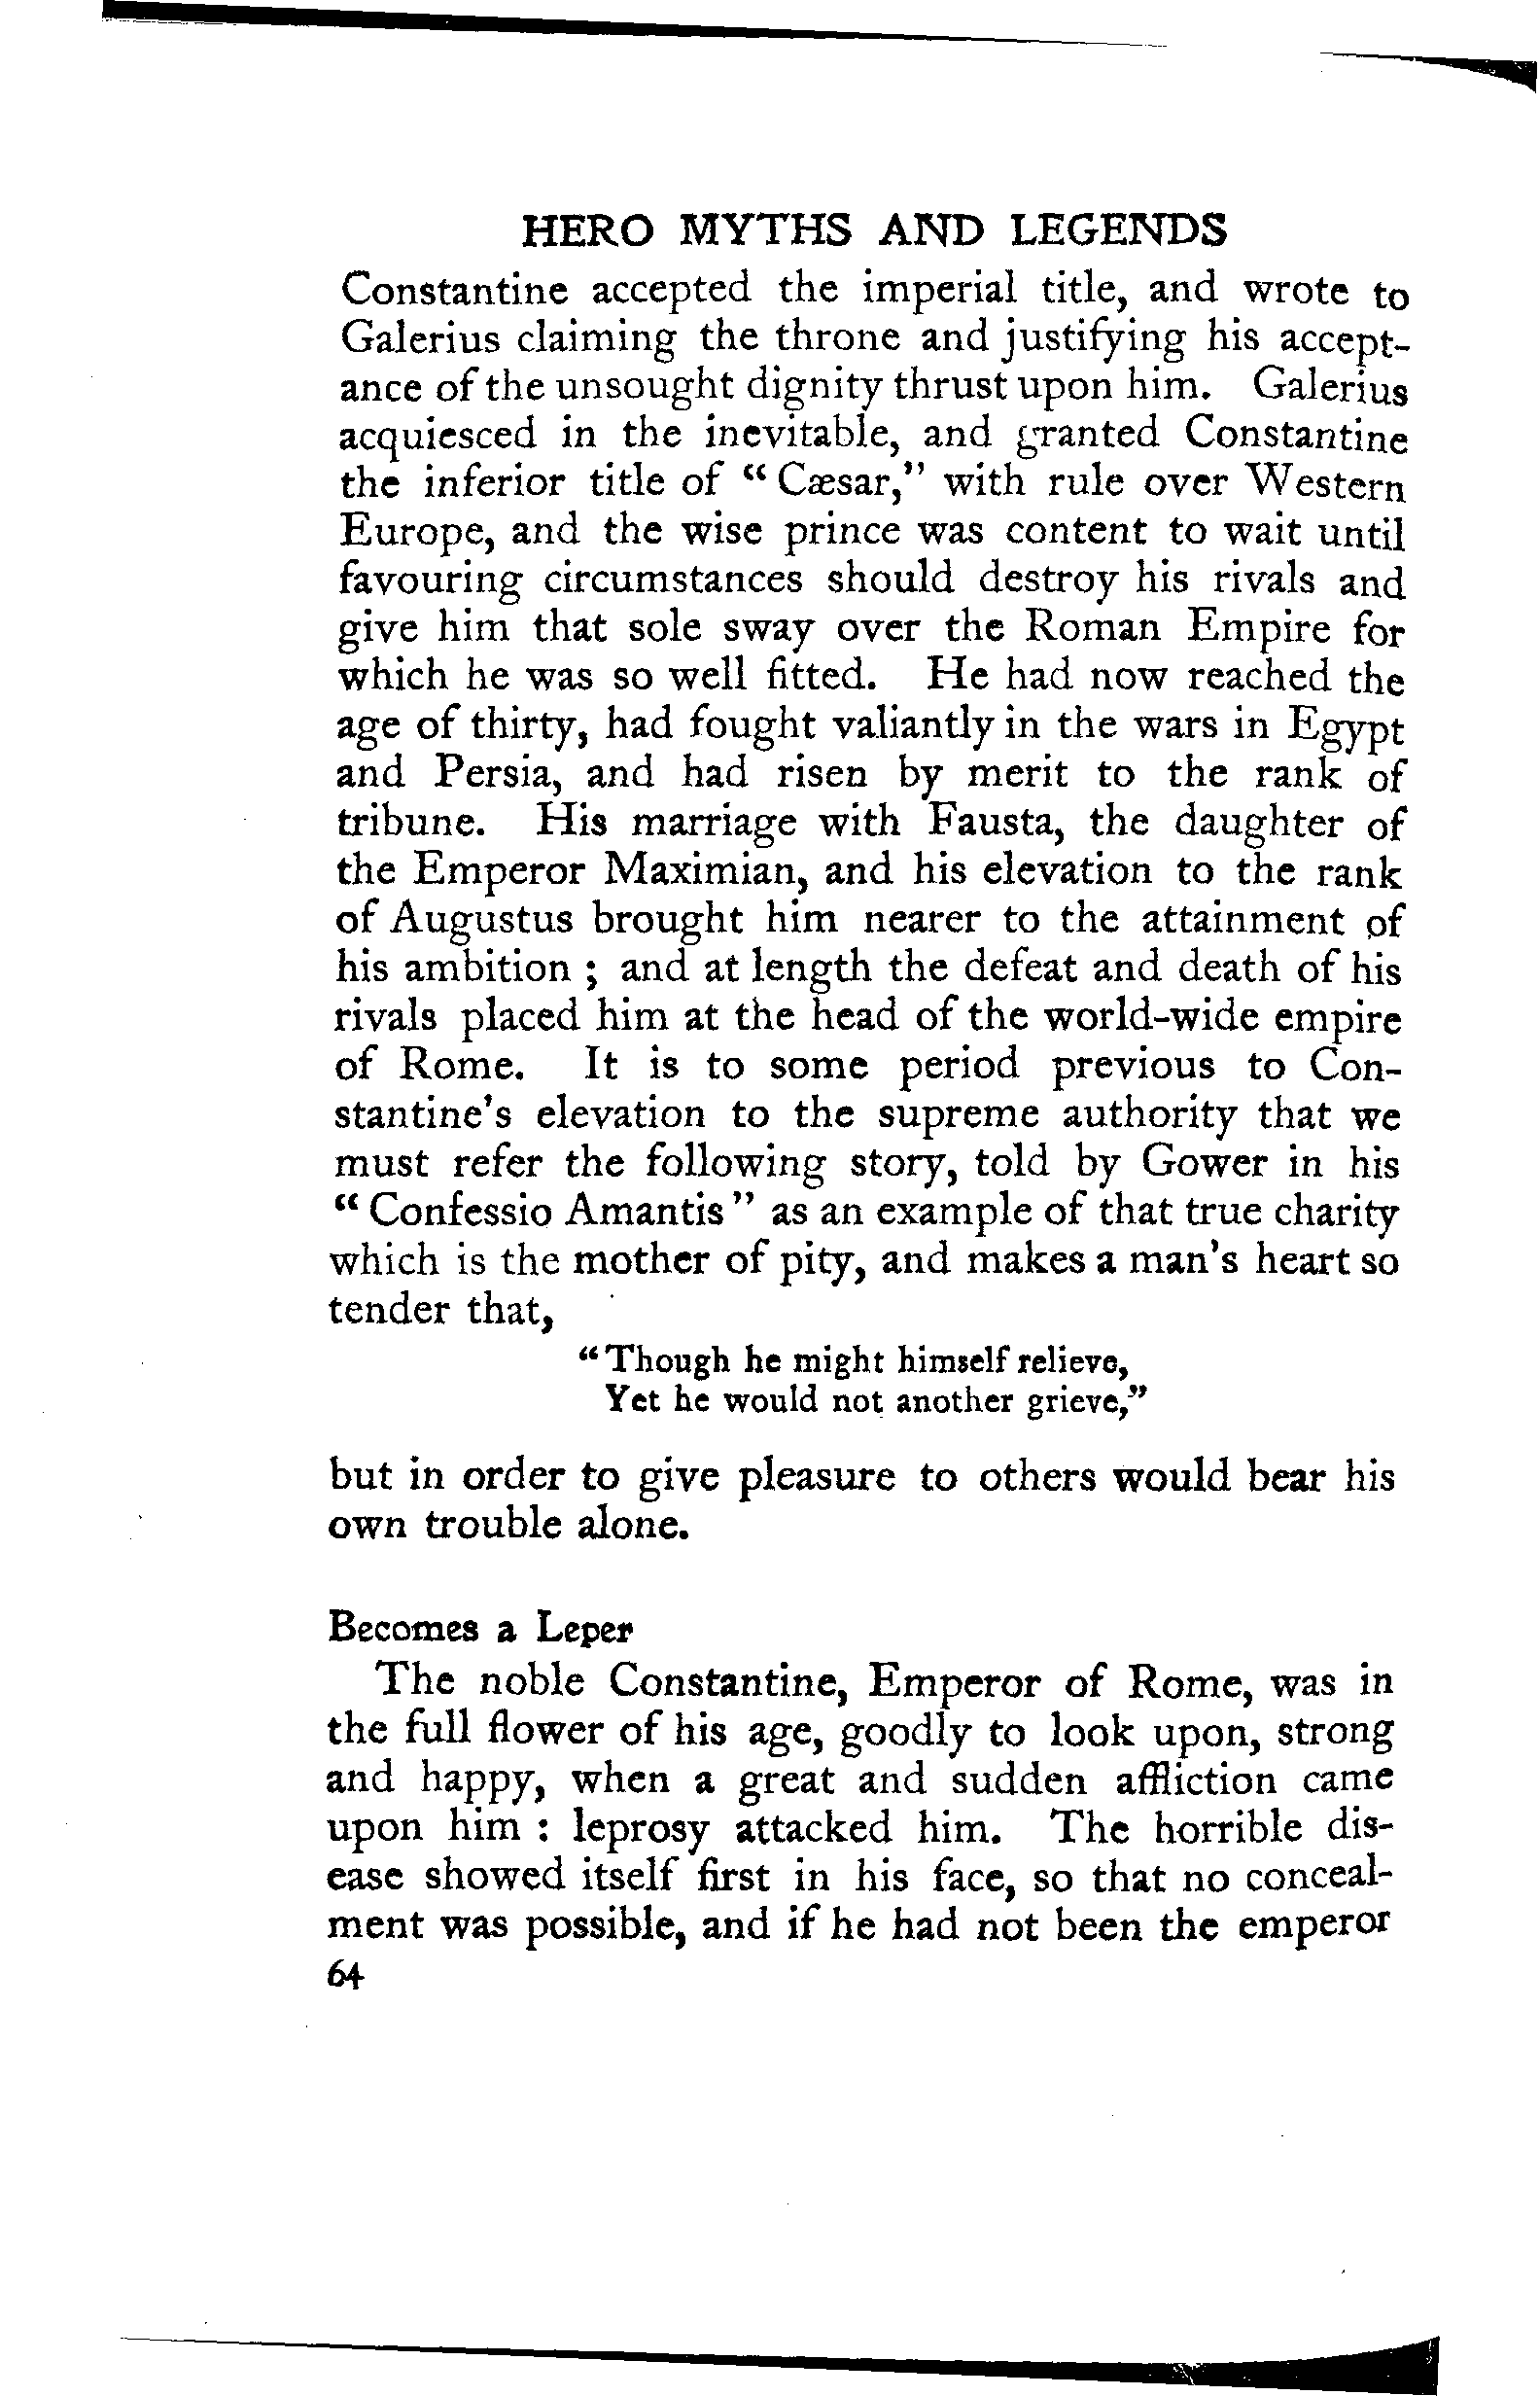 HERO MYTHS AND LEGENDS
Constantine accepted the imperial title, and wrote to
Galerius claiming the throne and justifying his accept-
ance of the unsought dignity thrust upon him. Galerius
acquiesced in the inevitable, and granted Constantine
the inferior title of “ Cæsar,” with rule over Western
Europe, and the wise prince was content to wait until
favouring circumstances should destroy his rivals and
give him that sole sway over the Roman Empire for
which he was so well fitted. He had now reached the
age of thirty, had fought valiantly in the wars in Egypt
and Persia, and had risen by merit to the rank of
tribune. His marriage with Fausta, the daughter of
the Emperor Maximian, and his elevation to the rank
of Augustus brought him nearer to the attainment of
his ambition ; and at length the defeat and death of his
rivals placed him at the head of the world-wide empire
of Rome. It is to some period previous to Con-
stantine's elevation to the supreme authority that we
must refer the following story, told by Gower in his
“ Confessio Amantis ” as an example of that true charity
which is the mother of pity, and makes a man's heart so
tender that,
“ Though he might himself relieve,
Yet he would not another grieve,”
but in order to give pleasure to others would bear his
own trouble alone.
Becomes a Leper
The noble Constantine, Emperor of Rome, was in
the full flower of his age, goodly to look upon, strong
and happy, when a great and sudden affliction came
upon him : leprosy attacked him. The horrible dis-
ease showed itself first in his face, so that no conceal-
ment was possible, and if he had not been the emperor
64